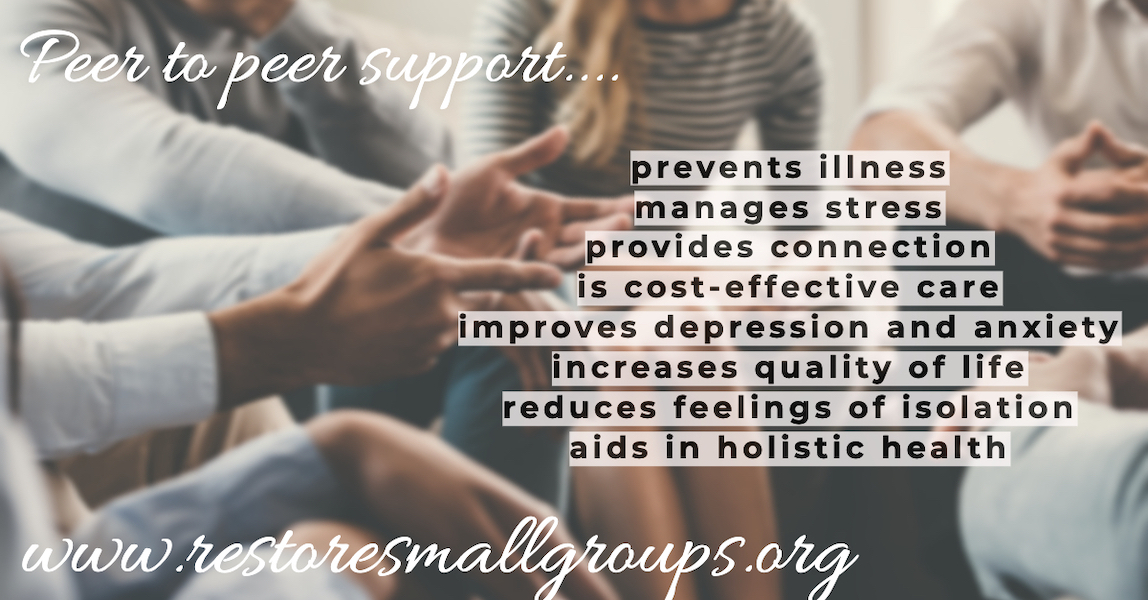 Peer to peer support....
prevents illness
manages stress
provides connection
is cost-effective care
improves depression and anxiety
increases quality of life
reduces feelings of isolation
aids in holistic health
www.restoresmallgroups.org